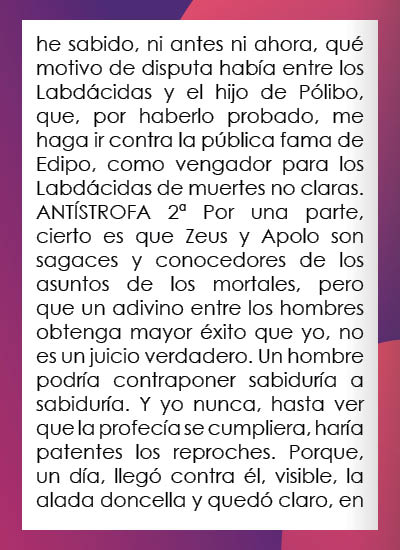 he sabido, ni antes ni ahora, qué
motivo de disputa había entre los
Labdácidas y el hijo de Pólibo,
que, por haberlo probado, me
haga ir contra la pública fama de
Edipo, como vengador para los
Labdácidas de muertes no claras.
ANTÍSTROFA 2ª Por una parte,
cierto es que Zeus y Apolo son
sagaces y conocedores de los
asuntos de los mortales, pero
que un adivino entre los hombres
obtenga mayor éxito que yo, no
es un juicio verdadero. Un hombre
podría contraponer sabiduría a
sabiduría. Y yo nunca, hasta ver
que la profecía se cumpliera, haría
patentes los reproches. Porque,
un día, llegó contra él, visible, la
alada doncella y quedó claro, en